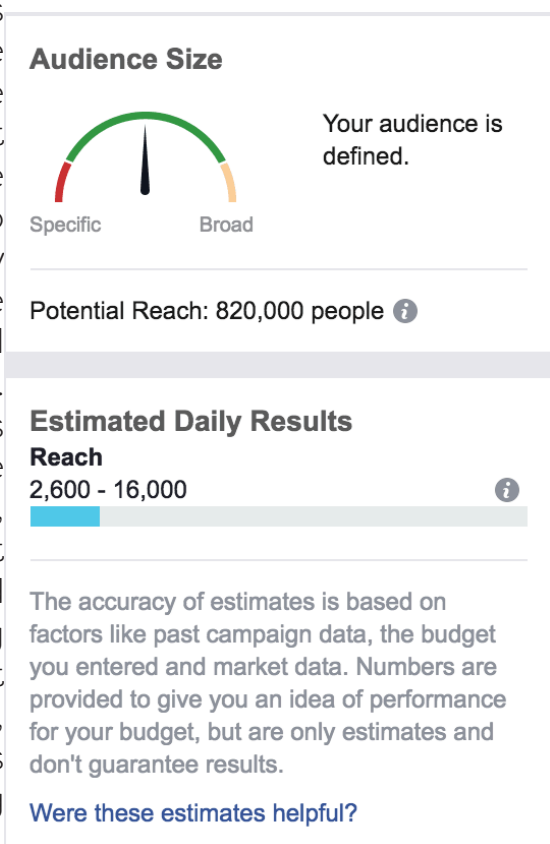 Audience Size
Your audience is
defined.
Specific
Broad
Potential Reach: 820,000 people
Estimated Daily Results
Reach
2,600 - 16,000
The accuracy of estimates is based on
factors like past campaign data, the budget
you entered and market data. Numbers are
provided to give you an idea of performance
for your budget, but are only estimates and
don't guarantee results.
Were these estimates helpful?